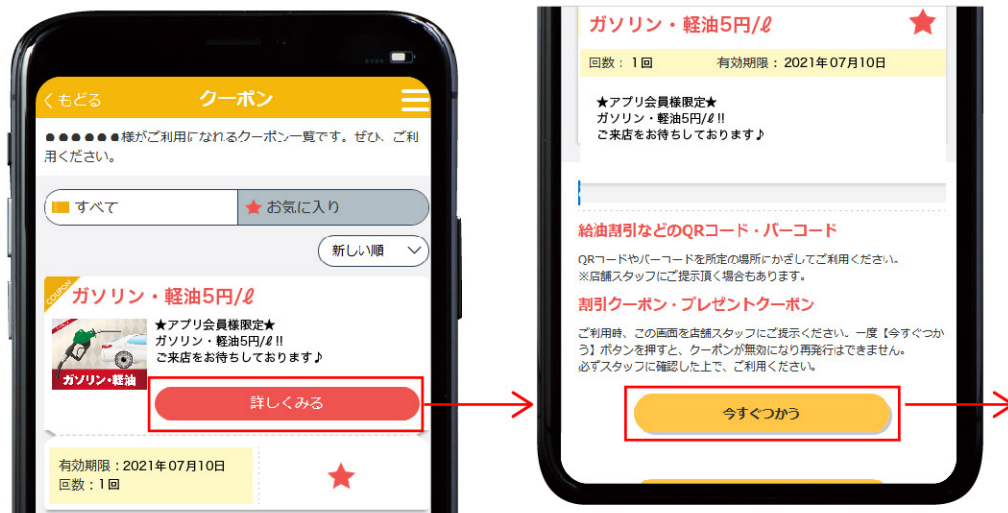 くもどる
クーポン
●●●●●●様がご利用になれるクーポン一覧です。ぜひ、ご利
用ください。
すべて
お気に入り
新しい順
COUPON
ガソリン・軽油5円/ℓ
★アプリ会員様限定★
ガソリン・軽油5円/ℓ!!
ご来店をお待ちしております♪
ガソリン・軽油
詳しくみる
有効期限：2021年07月10日
回数：1回
ガソリン・軽油5円/ℓ
回数： 1回
有効期限： 2021年07月10日
★アプリ会員様限定★
ガソリン・軽油5円/ℓ!!
ご来店をお待ちしております♪
給油割引などのQRコード・バーコード
QRコードやバーコードを所定の場所にかざしてご利用ください。
※店舗スタッフにご提示頂く場合もあります。
割引クーポン・プレゼントクーポン
ご利用時、この画面を店舗スタッフにご提示ください。一度【今すぐつか
う】ボタンを押すと、クーポンが無効になり再発行はできません。
必ずスタッフに確認した上で、ご利用ください。
今すぐつかう